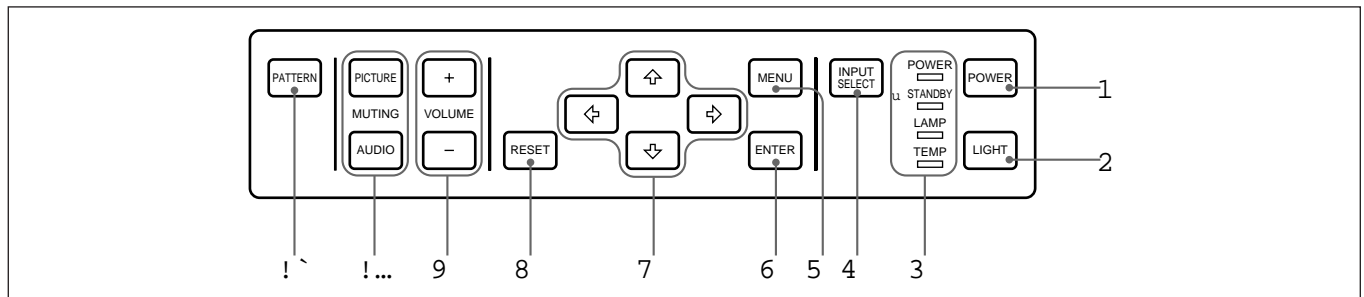 PATTERN
PICTURE
MUTING
AUDIO
+
VOLUME
−
RESET
MENU
ENTER
INPUT
SELECT
POWER
u STANDBY
LAMP
TEMP
POWER
LIGHT
1
2
!` !… 9 8 7 6 5 4 3